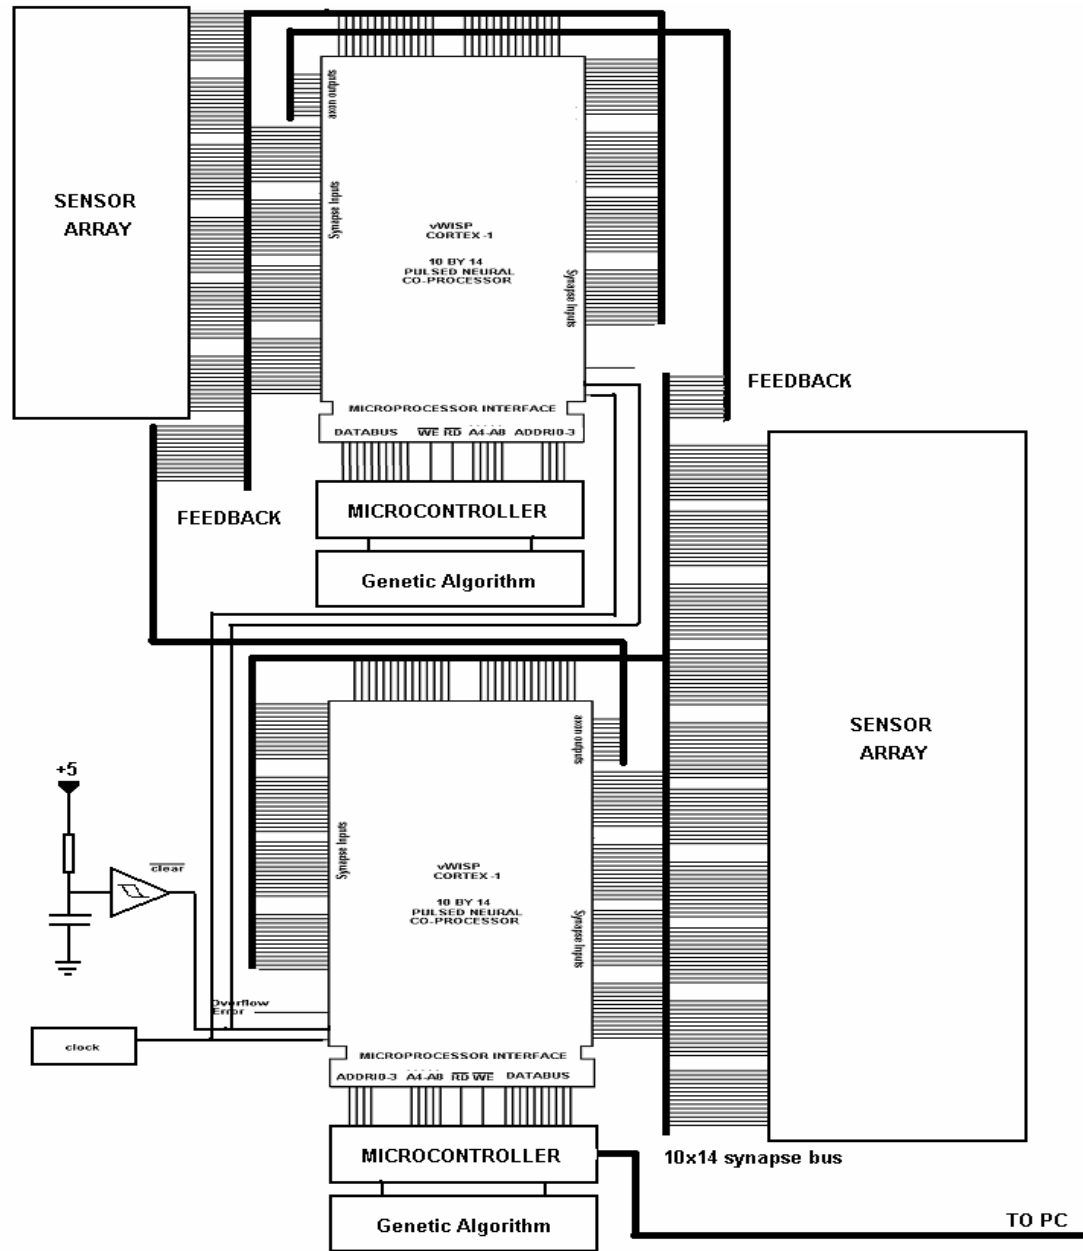 SENSOR
ARRAY
axon outputs
Synapse Inputs
vWISP
CORTEX -1
10 BY 14
PULSED NEURAL
CO-PROCESSOR
Synapse Inputs
MICROPROCESSOR INTERFACE
DATABUS WE RD A4-A8 ADDRI0-3
FEEDBACK
FEEDBACK
MICROCONTROLLER
Genetic Algorithm
SENSOR
ARRAY
axon outputs
+5
clear
Synapse Inputs
vWISP
CORTEX -1
10 BY 14
PULSED NEURAL
CO-PROCESSOR
Synapse Inputs
Overflow
Error
clock
MICROPROCESSOR INTERFACE
ADDRI0-3 A4-A8 RD WE DATABUS
MICROCONTROLLER
10x14 synapse bus
Genetic Algorithm
TO PC